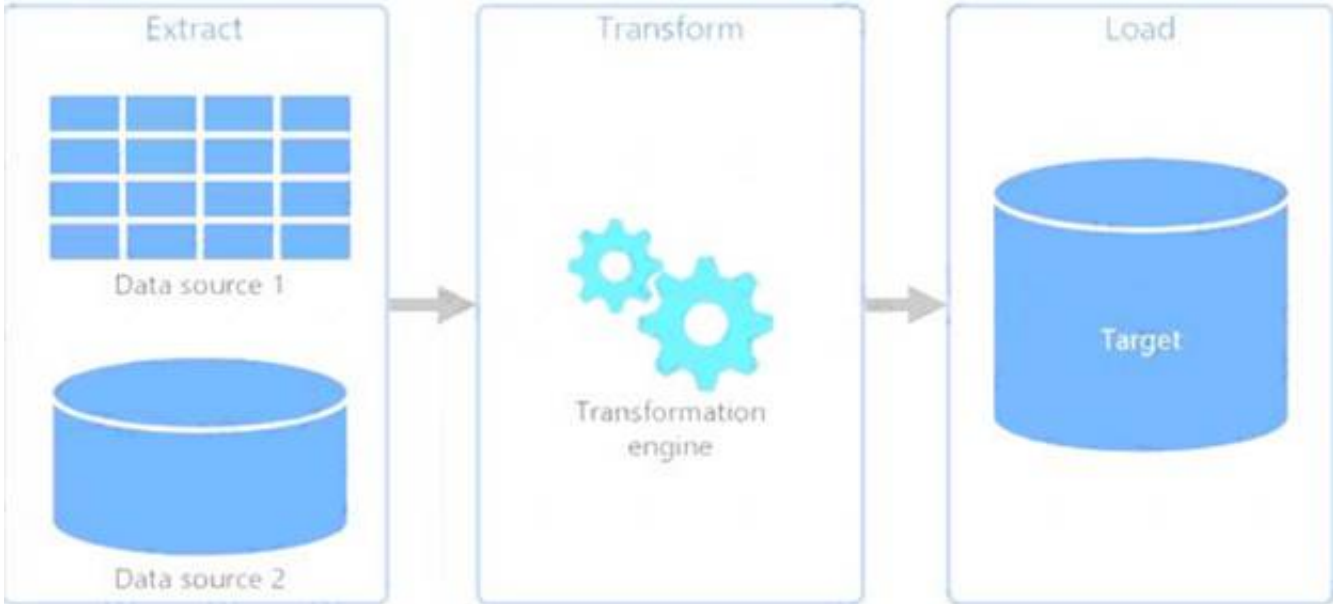 Extract
Data source 1
Data source 2
Transform
Transformation
engine
Load
Target